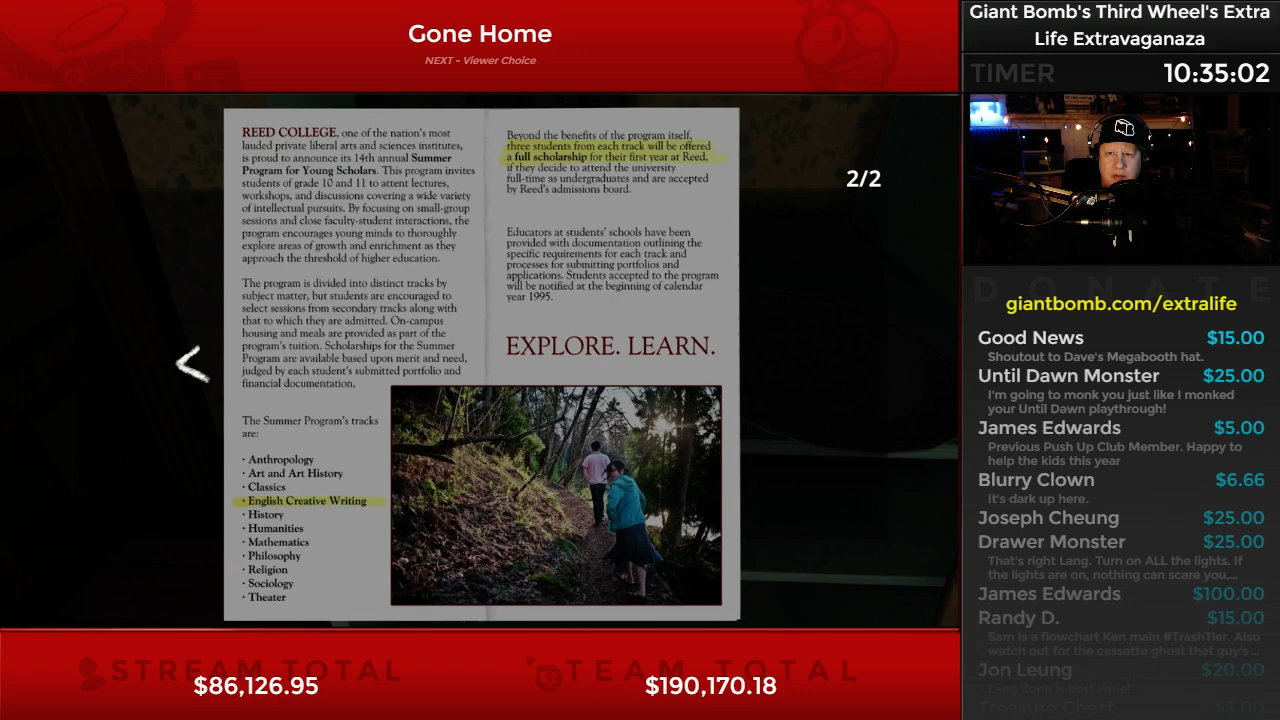 Gone Home
NEXT - Viewer Choice
Giant Bomb's Third Wheel's Extra
Life Extravaganaza
TIMER
10:35:02
REED COLLEGE, one of the nation's most
lauded private liberal arts and sciences institutes,
is proud to announce its 14th annual Summer
Program for Young Scholars. This program invites
students of grade 10 and 11 to attent lectures,
workshops, and discussions covering a wide variety
of intellectual pursuits. By focusing on small-group
sessions and close faculty-student interactions, the
program encourages young minds to thoroughly
explore areas of growth and enrichment as they
approach the threshold of higher education.
The program is divided into distinct tracks by
subject matter, but students are encouraged to
select sessions from secondary tracks along with
that to which they are admitted. On-campus
housing and meals are provided as part of the
program's tuition. Scholarships for the Summer
Program are available based upon merit and need,
judged by each student's submitted portfolio and
financial documentation,
The Summer Program's tracks
are:
· Anthropology
· Art and Art History
· Classics
· English Creative Writing
· History
· Humanities
· Mathematics
· Philosophy
· Religion
· Sociology
· Theater
Beyond the benefits of the program itself,
three students from each track will be offered
a full scholarship for their first year at Reed,
if they decide to attend the university
full-time as undergraduates and are accepted
by Reed's admissions board.
Educators at students' schools have been
provided with documentation outlining the
specific requirements for each track and
processes for submitting portfolios and
applications. Students accepted to the program
will be notified at the beginning of calendar
year 1995.
EXPLORE. LEARN.
2/2
DONATE
giantbomb.com/extralife
Good News $15.00
Shoutout to Dave's Megabooth hat.
Until Dawn Monster $25.00
I'm going to monk you just like I monked
your Until Dawn playthrough!
James Edwards $5.00
Previous Push Up Club Member. Happy to
help the kids this year
Blurry Clown $6.66
It's dark up here.
Joseph Cheung $25.00
Drawer Monster $25.00
That's right Lang. Turn on ALL the lights. If
the lights are on, nothing can scare you,...
James Edwards $100.00
Randy D. $15.00
Sam is a flowchart Ken main #TrashTier. Also
watch out for the cassette ghost that guy's ...
Jon Leung $20.00
Lang Zone is best zone!
Treasure Chest $5.00
STREAM TOTAL
$86,126.95
TEAM TOTAL
$190,170.18